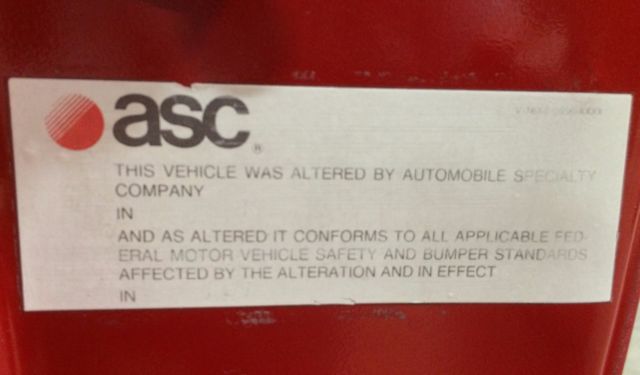 asc®
THIS VEHICLE WAS ALTERED BY AUTOMOBILE SPECIALTY
COMPANY
IN
AND AS ALTERED IT CONFORMS TO ALL APPLICABLE FED-
ERAL MOTOR VEHICLE SAFETY AND BUMPER STANDARDS
AFFECTED BY THE ALTERATION AND IN EFFECT
IN